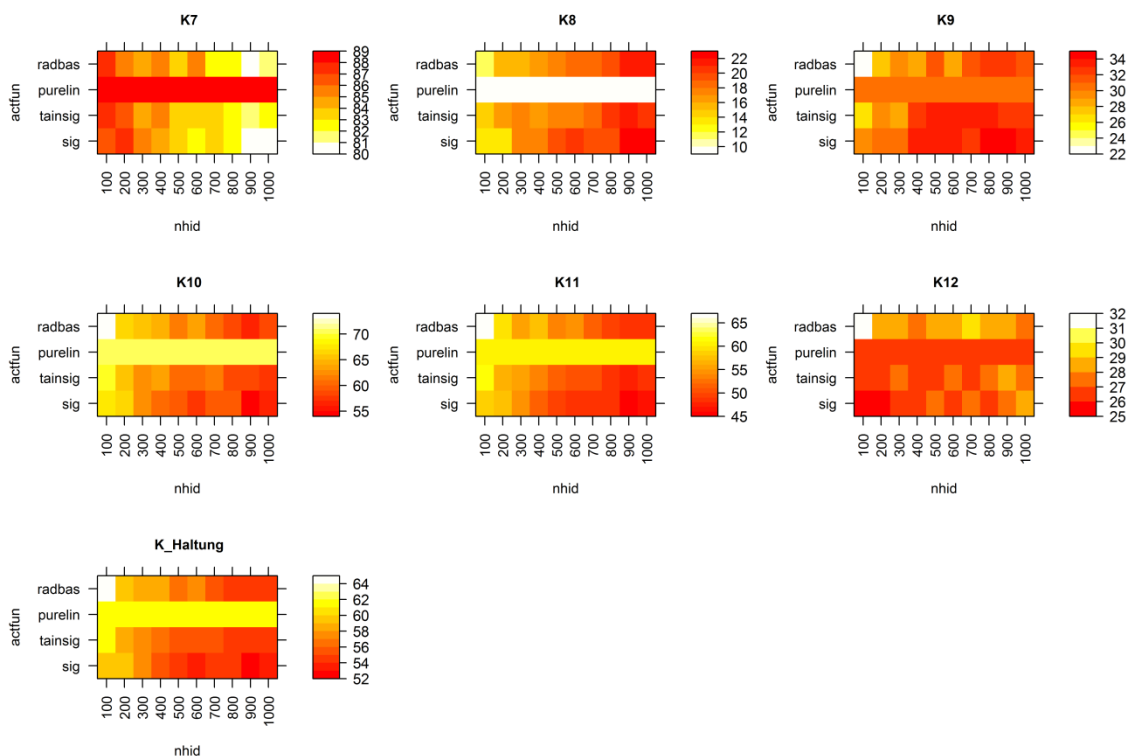 K7
actfun
radbas
purelin
tainsig
sig
100 200 300 400 500 600 700 800 900 1000
nhid
89
88
87
86
85
84
83
82
81
80
K8
actfun
radbas
purelin
tainsig
sig
100 200 300 400 500 600 700 800 900 1000
nhid
22
20
18
16
14
12
10
K9
actfun
radbas
purelin
tainsig
sig
100 200 300 400 500 600 700 800 900 1000
nhid
34
32
30
28
26
24
22
K10
actfun
radbas
purelin
tainsig
sig
100 200 300 400 500 600 700 800 900 1000
nhid
70
65
60
55
K11
actfun
radbas
purelin
tainsig
sig
100 200 300 400 500 600 700 800 900 1000
nhid
65
60
55
50
45
K12
actfun
radbas
purelin
tainsig
sig
100 200 300 400 500 600 700 800 900 1000
nhid
32
31
30
29
28
27
26
25
K_Haltung
actfun
radbas
purelin
tainsig
sig
100 200 300 400 500 600 700 800 900 1000
nhid
64
62
60
58
56
54
52